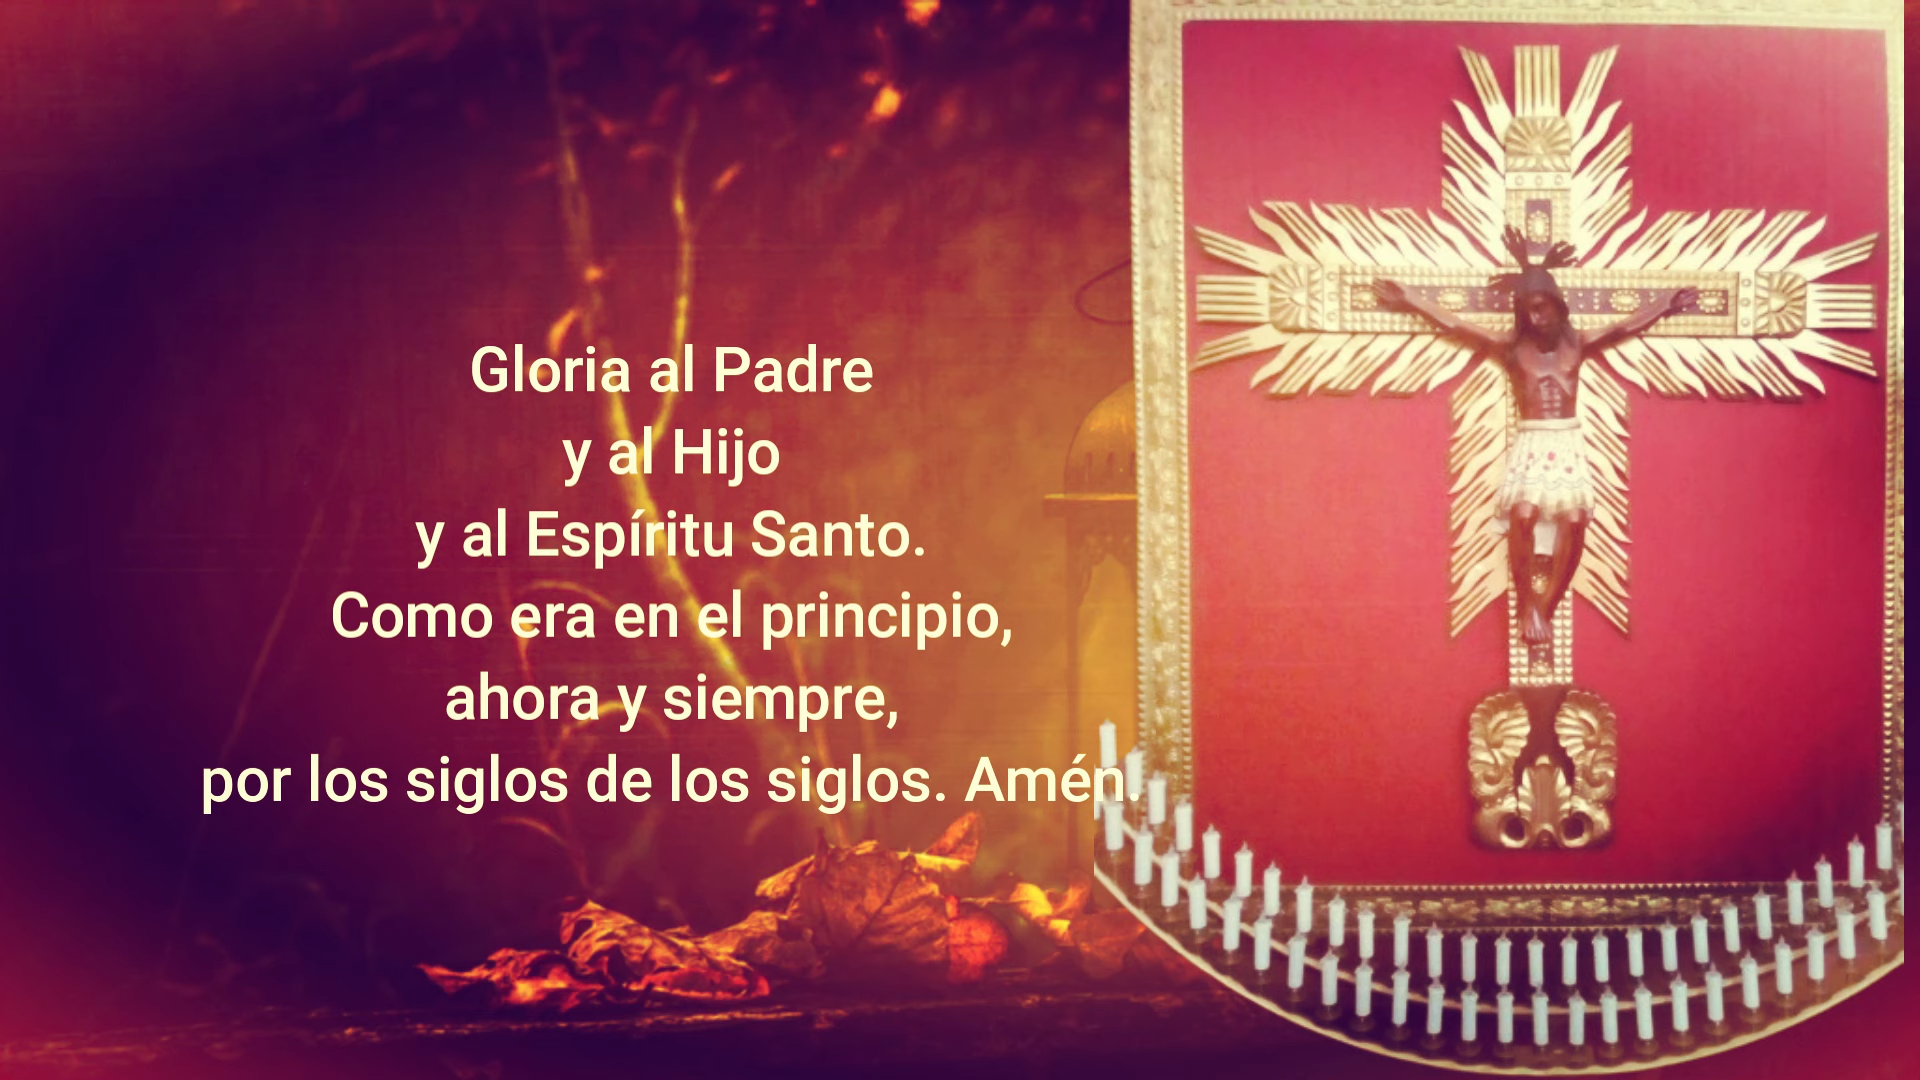 Gloria al Padre
y al Hijo
y al Espíritu Santo.
Como era en el principio,
ahora y siempre,
por los siglos de los siglos. Amén.